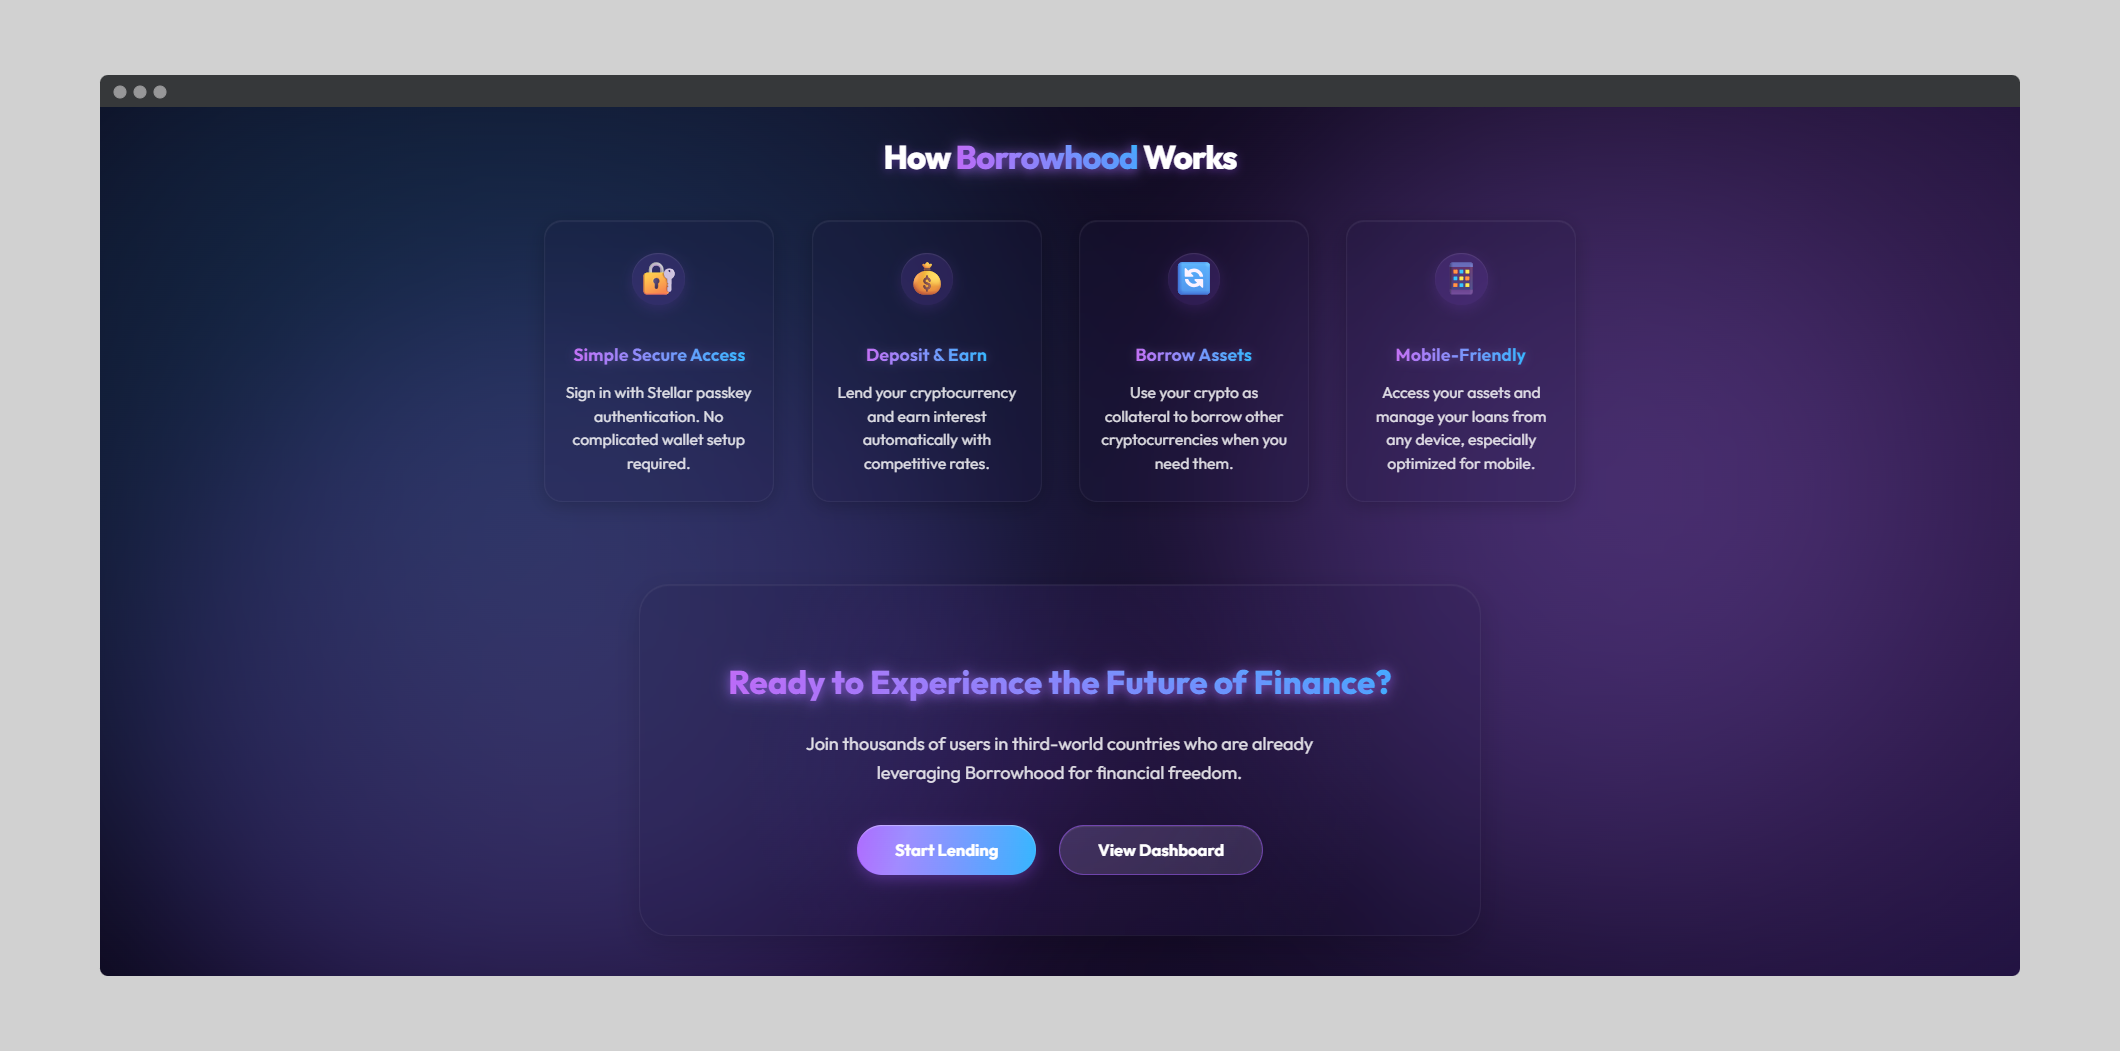 How Borrowhood Works
Simple Secure Access
Sign in with Stellar passkey
authentication. No
complicated wallet setup
required.
Deposit & Earn
Lend your cryptocurrency
and earn interest
automatically with
competitive rates.
Borrow Assets
Use your crypto as
collateral to borrow other
cryptocurrencies when you
need them.
Mobile-Friendly
Access your assets and
manage your loans from
any device, especially
optimized for mobile.
Ready to Experience the Future of Finance?
Join thousands of users in third-world countries who are already
leveraging Borrowhood for financial freedom.
Start Lending
View Dashboard